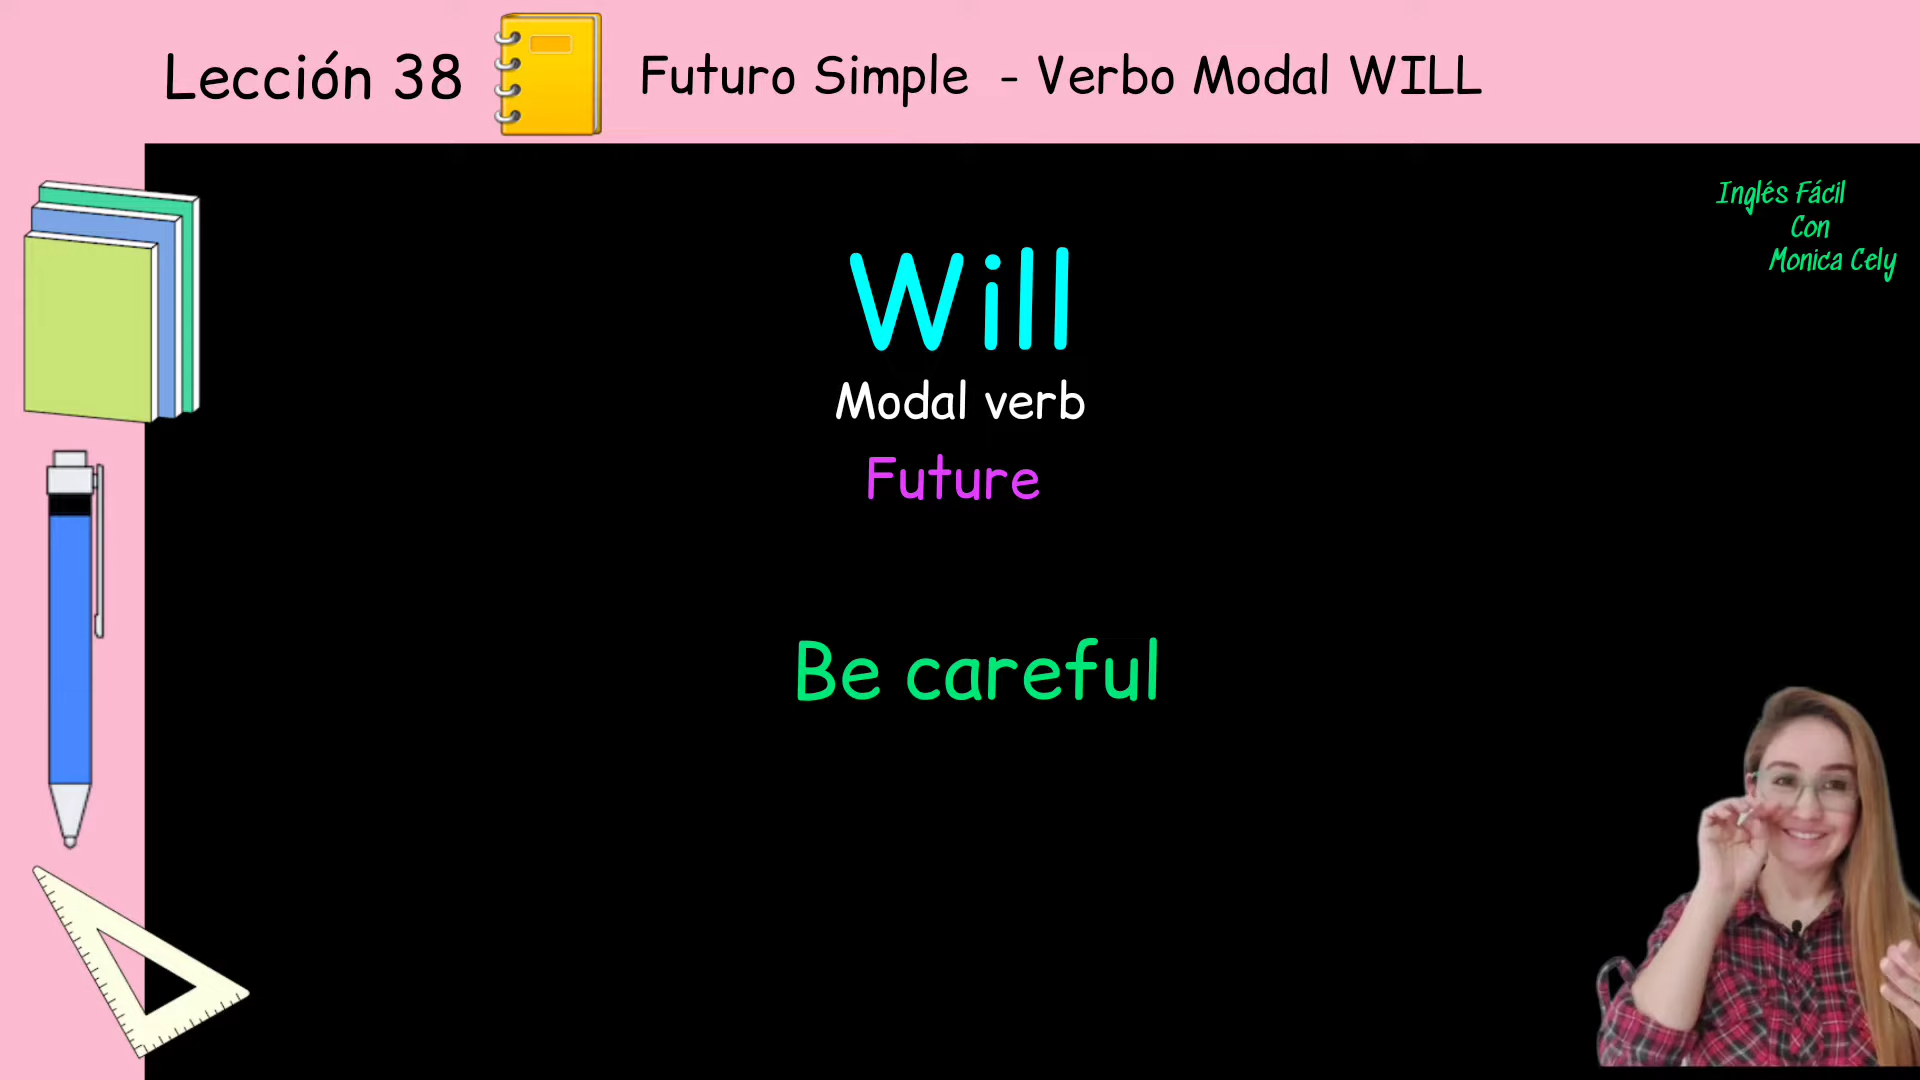 Lección 38
Futuro Simple - Verbo Modal WILL
Inglés Fácil
Con
Monica Cely
Will
Modal verb
Future
Be careful